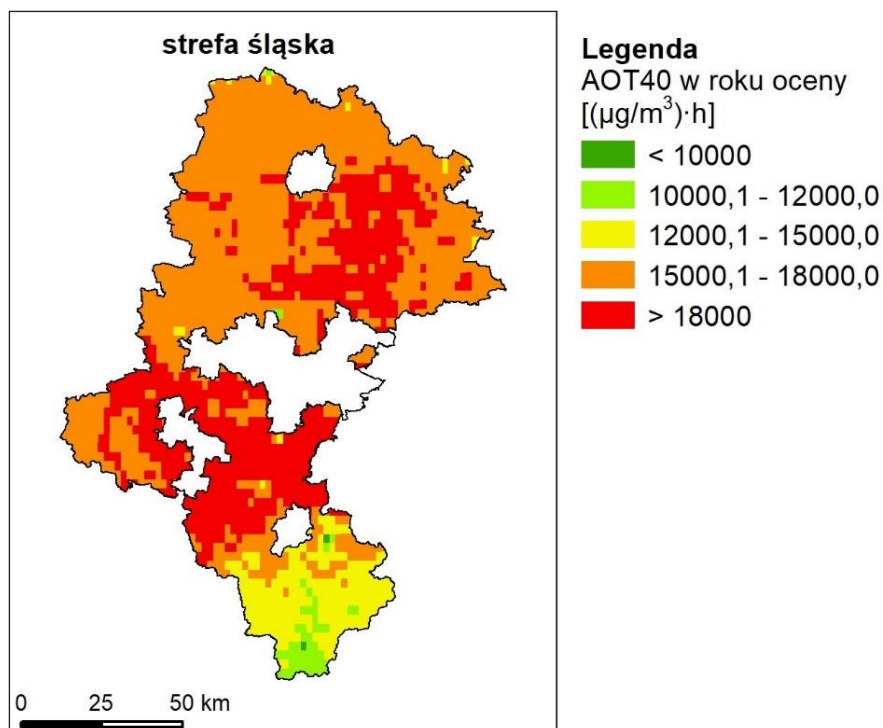 strefa śląska
Legenda
AOT40 w roku oceny
[(µg/m³)·h]
< 10000
10000,1 - 12000,0
12000,1 - 15000,0
15000,1 - 18000,0
> 18000
0 25 50 km